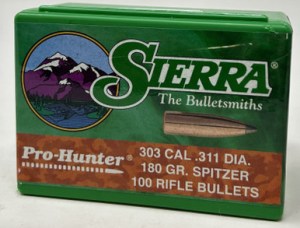 SIERRA®
The Bulletsmiths
Pro-Hunter®
303 CAL .311 DIA.
180 GR. SPITZER
100 RIFLE BULLETS